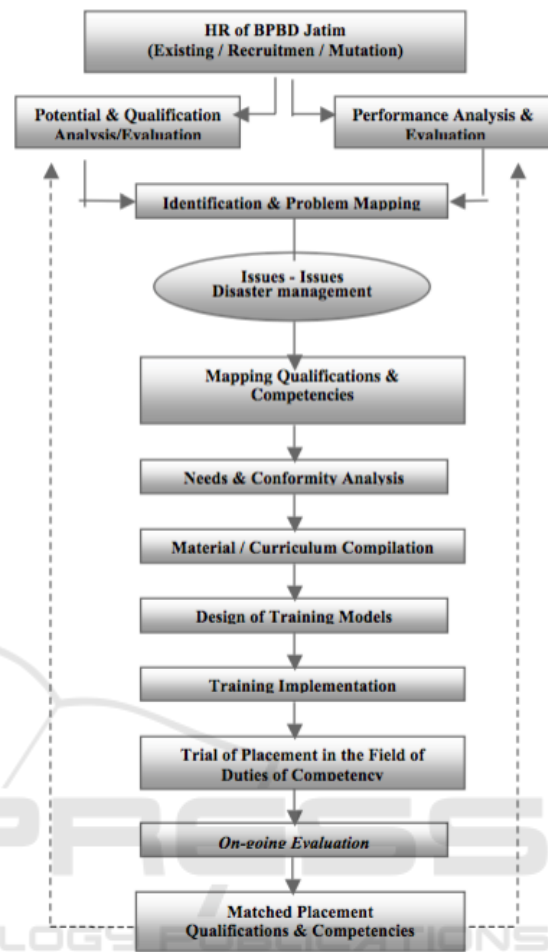 HR of BPBD Jatim
(Existing / Recruitmen / Mutation)
Potential & Qualification
Analysis/Evaluation
Performance Analysis &
Evaluation
Identification & Problem Mapping
Issues - Issues
Disaster management
Mapping Qualifications &
Competencies
Needs & Conformity Analysis
Material / Curriculum Compilation
Design of Training Models
Training Implementation
Trial of Placement in the Field of
Duties of Competency
On-going Evaluation
PRESS
Matched Placement
Qualifications & Competencies
PUBLICATIONS